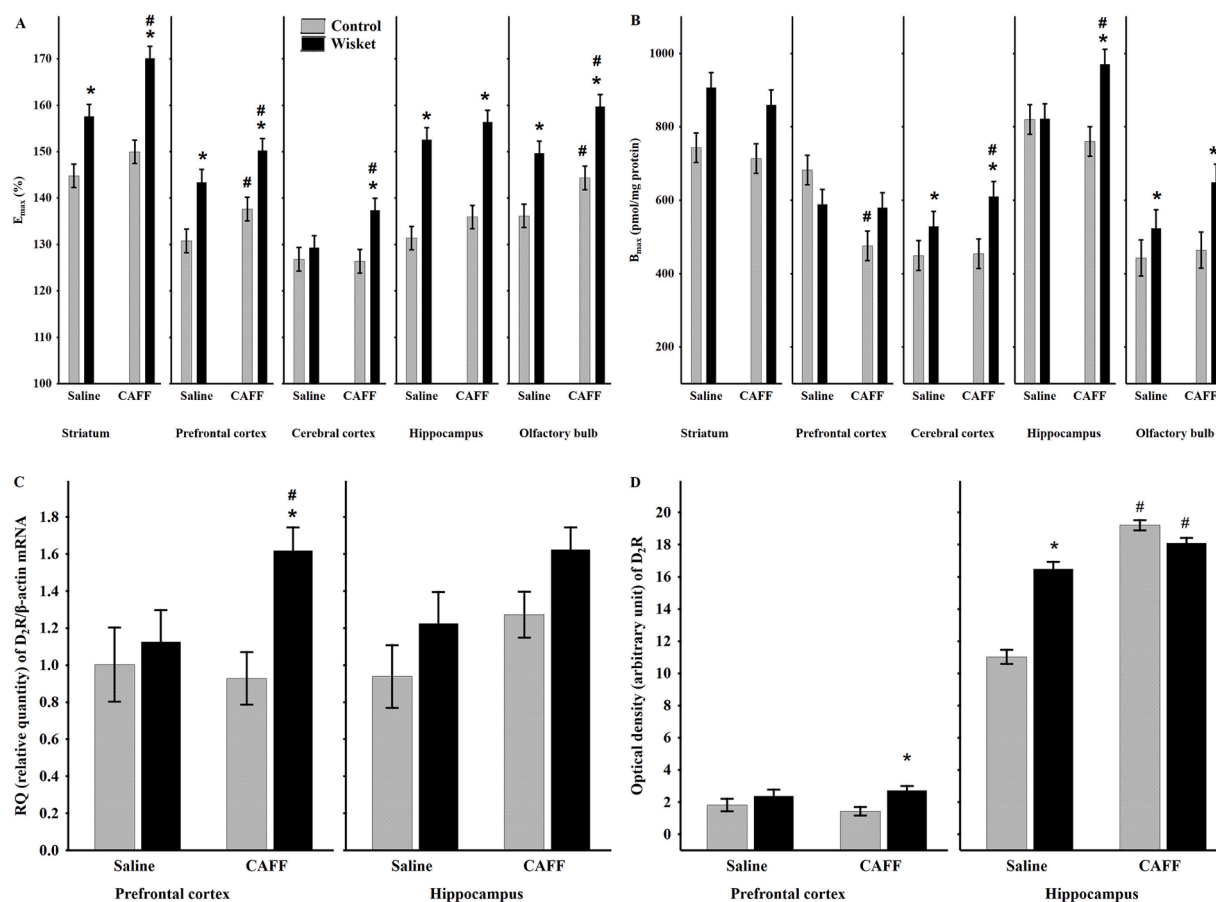 A
Control
Wisket
E_max (%)
170
160
150
140
130
120
110
100
* # * * # # * # * * * * # # *
Saline CAFF Saline CAFF Saline CAFF Saline CAFF Saline CAFF
Striatum Prefrontal cortex Cerebral cortex Hippocampus Olfactory bulb
B
B_max (pmol/mg protein)
1000
800
600
400
200
# * # * # * * *
Saline CAFF Saline CAFF Saline CAFF Saline CAFF Saline CAFF
Striatum Prefrontal cortex Cerebral cortex Hippocampus Olfactory bulb
C
RQ (relative quantity) of D₂R/β-actin mRNA
1.8
1.6
1.4
1.2
1.0
0.8
0.6
0.4
0.2
0.0
# *
Saline CAFF Saline CAFF
Prefrontal cortex Hippocampus
D
Optical density (arbitrary unit) of D₂R
20
18
16
14
12
10
8
6
4
2
0
* * # #
Saline CAFF Saline CAFF
Prefrontal cortex Hippocampus